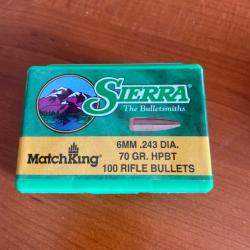 SIERRA®
The Bulletsmiths
MatchKing®
6MM .243 DIA.
70 GR. HPBT
100 RIFLE BULLETS